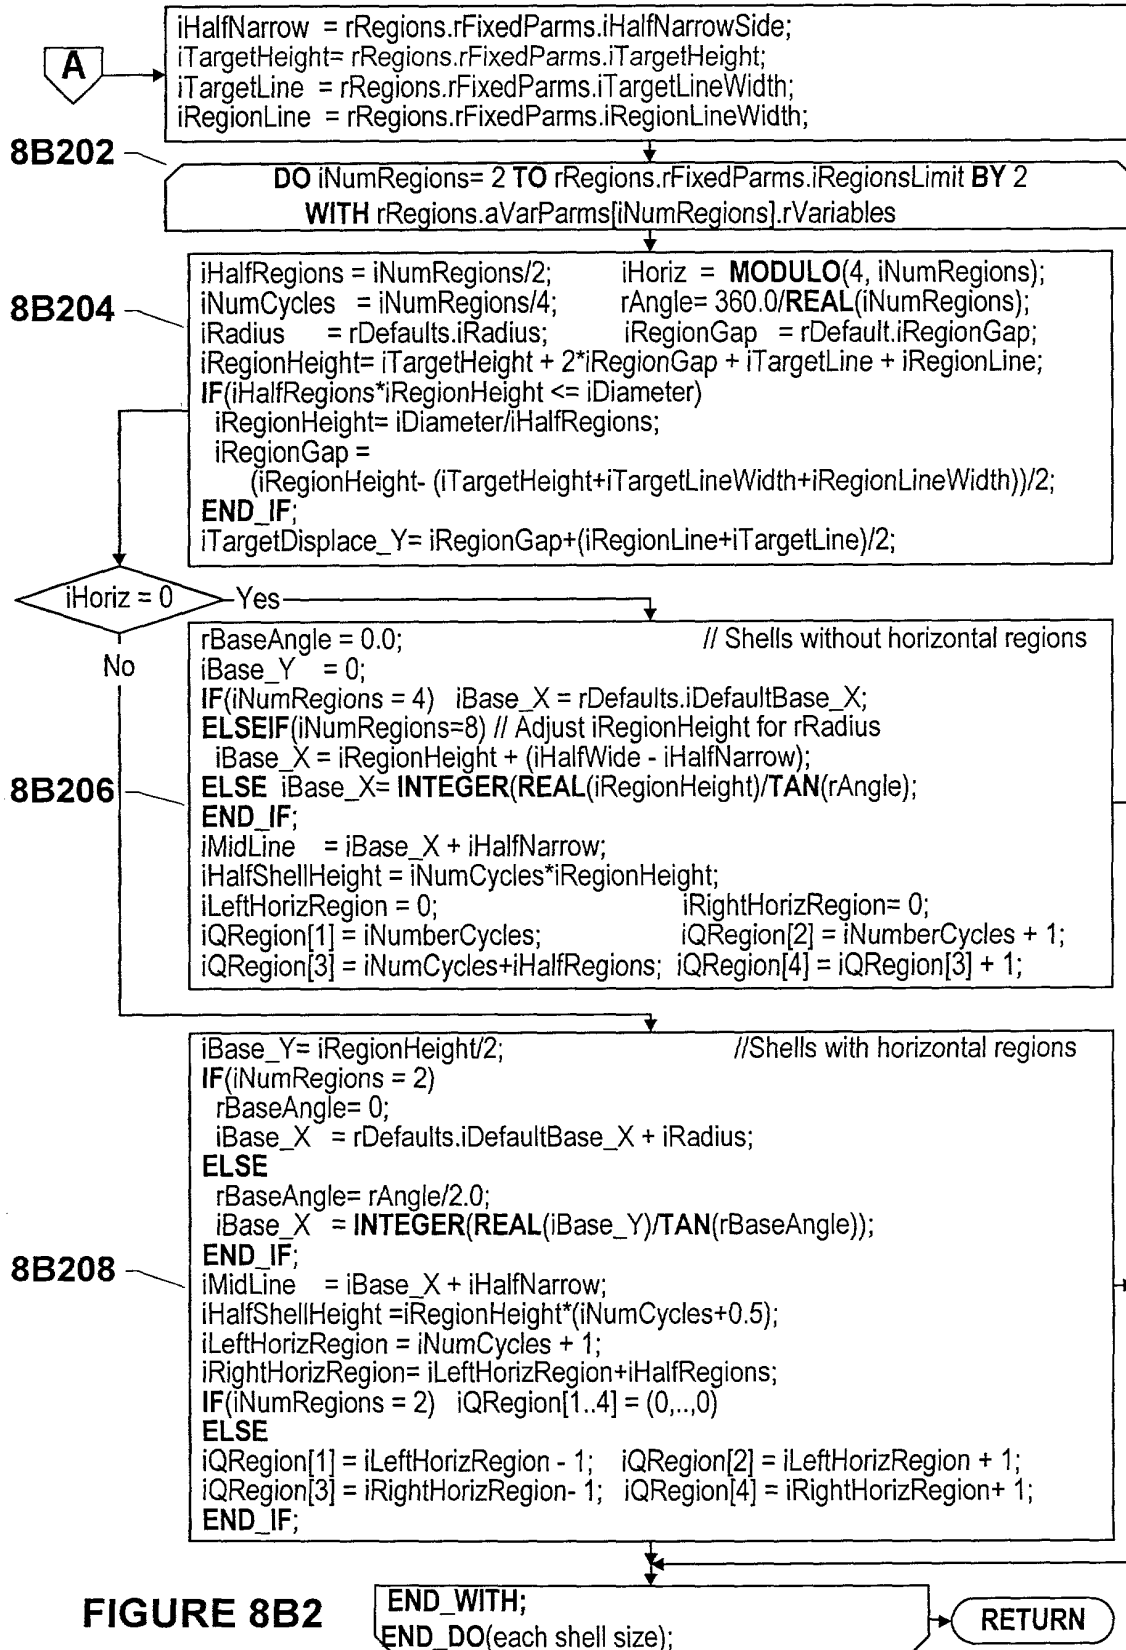 A
iHalfNarrow = rRegions.rFixedParms.iHalfNarrowSide;
iTargetHeight= rRegions.rFixedParms.iTargetHeight;
iTargetLine = rRegions.rFixedParms.iTargetLineWidth;
iRegionLine = rRegions.rFixedParms.iRegionLineWidth;
8B202
DO iNumRegions= 2 TO rRegions.rFixedParms.iRegionsLimit BY 2
WITH rRegions.aVarParms[iNumRegions].rVariables
8B204
iHalfRegions = iNumRegions/2; iHoriz = MODULO(4, iNumRegions);
iNumCycles = iNumRegions/4; rAngle= 360.0/REAL(iNumRegions);
iRadius = rDefaults.iRadius; iRegionGap = rDefault.iRegionGap;
iRegionHeight= iTargetHeight + 2*iRegionGap + iTargetLine + iRegionLine;
IF(iHalfRegions*iRegionHeight <= iDiameter)
iRegionHeight= iDiameter/iHalfRegions;
iRegionGap =
(iRegionHeight- (iTargetHeight+iTargetLineWidth+iRegionLineWidth))/2;
END_IF;
iTargetDisplace_Y= iRegionGap+(iRegionLine+iTargetLine)/2;
iHoriz = 0
Yes
No
8B206
rBaseAngle = 0.0; // Shells without horizontal regions
iBase_Y = 0;
IF(iNumRegions = 4) iBase_X = rDefaults.iDefaultBase_X;
ELSEIF(iNumRegions=8) // Adjust iRegionHeight for rRadius
iBase_X = iRegionHeight + (iHalfWide - iHalfNarrow);
ELSE iBase_X= INTEGER(REAL(iRegionHeight)/TAN(rAngle);
END_IF;
iMidLine = iBase_X + iHalfNarrow;
iHalfShellHeight = iNumCycles*iRegionHeight;
iLeftHorizRegion = 0; iRightHorizRegion= 0;
iQRegion[1] = iNumberCycles; iQRegion[2] = iNumberCycles + 1;
iQRegion[3] = iNumCycles+iHalfRegions; iQRegion[4] = iQRegion[3] + 1;
8B208
iBase_Y= iRegionHeight/2; //Shells with horizontal regions
IF(iNumRegions = 2)
rBaseAngle= 0;
iBase_X = rDefaults.iDefaultBase_X + iRadius;
ELSE
rBaseAngle= rAngle/2.0;
iBase_X = INTEGER(REAL(iBase_Y)/TAN(rBaseAngle));
END_IF;
iMidLine = iBase_X + iHalfNarrow;
iHalfShellHeight =iRegionHeight*(iNumCycles+0.5);
iLeftHorizRegion = iNumCycles + 1;
iRightHorizRegion= iLeftHorizRegion+iHalfRegions;
IF(iNumRegions = 2) iQRegion[1..4] = (0,..,0)
ELSE
iQRegion[1] = iLeftHorizRegion - 1; iQRegion[2] = iLeftHorizRegion + 1;
iQRegion[3] = iRightHorizRegion- 1; iQRegion[4] = iRightHorizRegion+ 1;
END_IF;
FIGURE 8B2
END_WITH;
END_DO(each shell size);
RETURN